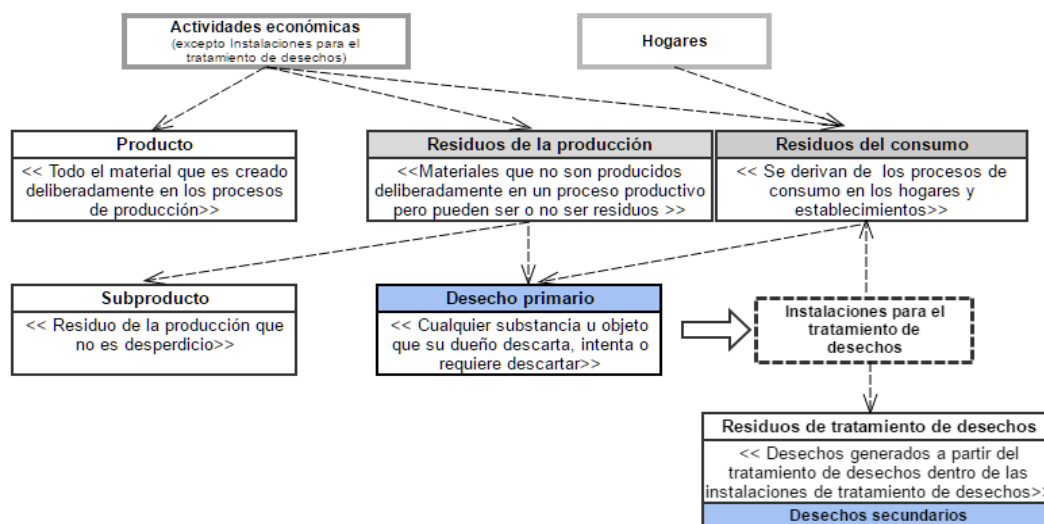 Actividades económicas
(excepto Instalaciones para el
tratamiento de desechos)
Hogares
Producto
<< Todo el material que es creado
deliberadamente en los procesos
de producción>>
Residuos de la producción
<<Materiales que no son producidos
deliberadamente en un proceso productivo
pero pueden ser o no ser residuos >>
Residuos del consumo
<< Se derivan de los procesos de
consumo en los hogares y
establecimientos>>
Subproducto
<< Residuo de la producción que
no es desperdicio>>
Desecho primario
<< Cualquier substancia u objeto
que su dueño descarta, intenta o
requiere descartar>>
Instalaciones para el
tratamiento de
desechos
Residuos de tratamiento de desechos
<< Desechos generados a partir del
tratamiento de desechos dentro de las
instalaciones de tratamiento de desechos>>
Desechos secundarios